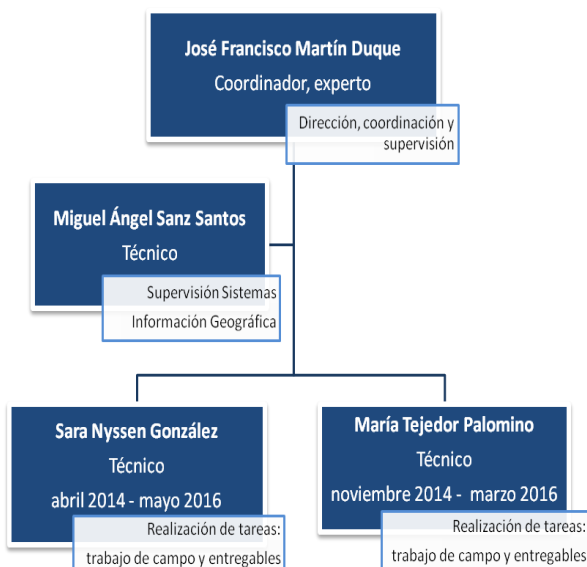 José Francisco Martín Duque
Coordinador, experto
Dirección, coordinación y
supervisión
Miguel Ángel Sanz Santos
Técnico
Supervisión Sistemas
Información Geográfica
Sara Nyssen González
Técnico
abril 2014 - mayo 2016
Realización de tareas:
trabajo de campo y entregables
María Tejedor Palomino
Técnico
noviembre 2014 - marzo 2016
Realización de tareas:
trabajo de campo y entregables